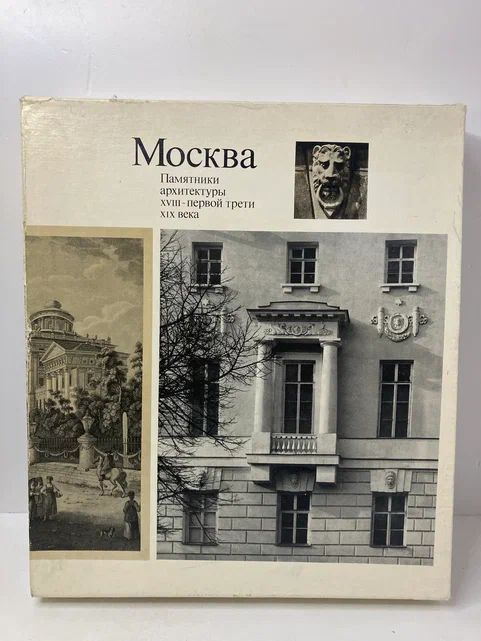 Москва
Памятники
архитектуры
XVIII-первой трети
XIX века